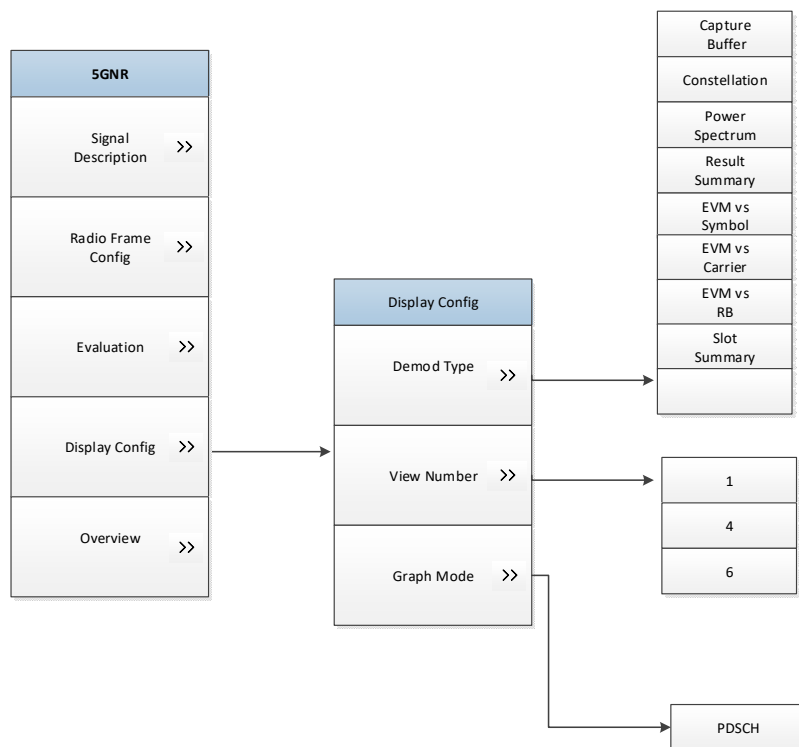 5GNR
Signal
Description
>>
Radio Frame
Config
>>
Evaluation
>>
Display Config
>>
Overview
>>
Display Config
Demod Type
>>
View Number
>>
Graph Mode
>>
Capture
Buffer
Constellation
Power
Spectrum
Result
Summary
EVM vs
Symbol
EVM vs
Carrier
EVM vs
RB
Slot
Summary
1
4
6
PDSCH